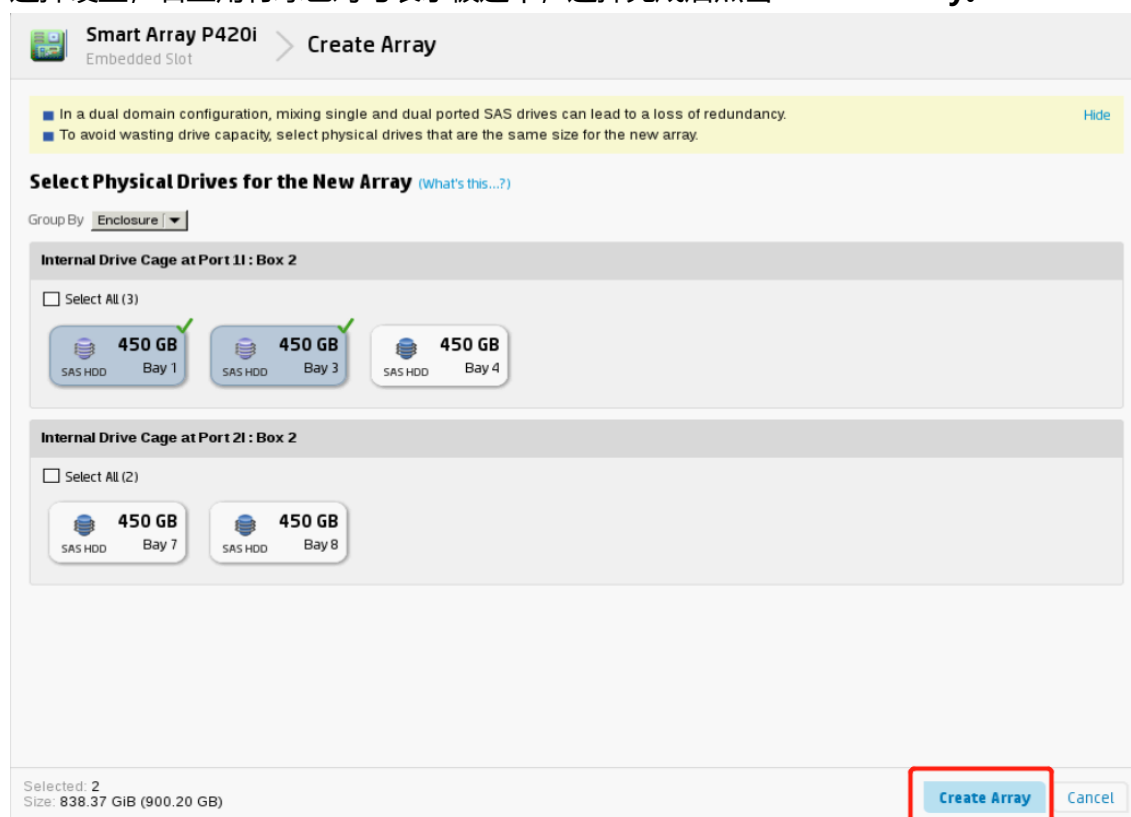 Smart Array P420i
Embedded Slot
Create Array
In a dual domain configuration, mixing single and dual ported SAS drives can lead to a loss of redundancy.
Hide
To avoid wasting drive capacity, select physical drives that are the same size for the new array.
Select Physical Drives for the New Array (What's this...?)
Group By Enclosure
Internal Drive Cage at Port 1I : Box 2
Select All (3)
450 GB
SAS HDD Bay 1
450 GB
SAS HDD Bay 3
450 GB
SAS HDD Bay 4
Internal Drive Cage at Port 2I : Box 2
Select All (2)
450 GB
SAS HDD Bay 7
450 GB
SAS HDD Bay 8
Selected: 2
Size: 838.37 GiB (900.20 GB)
Create Array
Cancel